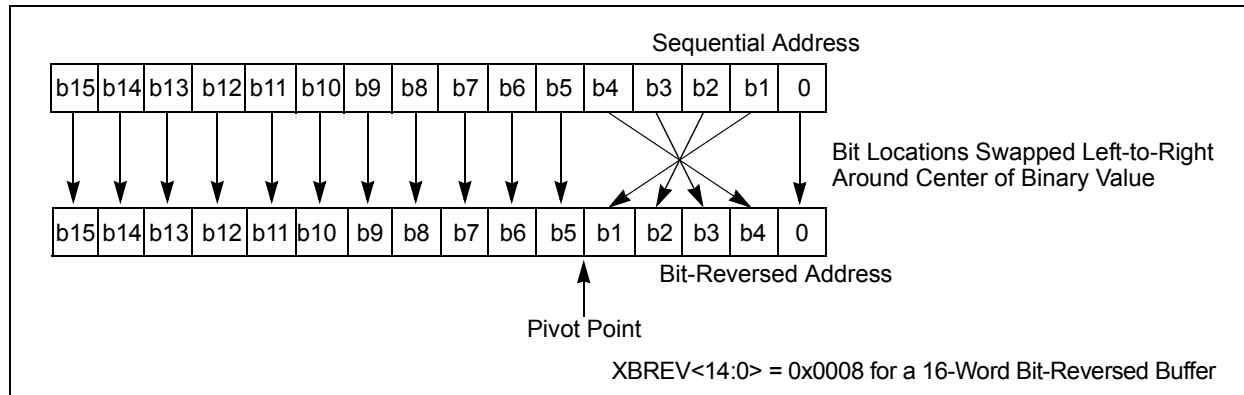 Sequential Address
b15 b14 b13 b12 b11 b10 b9 b8 b7 b6 b5 b4 b3 b2 b1 0
Bit Locations Swapped Left-to-Right
Around Center of Binary Value
b15 b14 b13 b12 b11 b10 b9 b8 b7 b6 b5 b1 b2 b3 b4 0
Bit-Reversed Address
Pivot Point
XBREV<14:0> = 0x0008 for a 16-Word Bit-Reversed Buffer